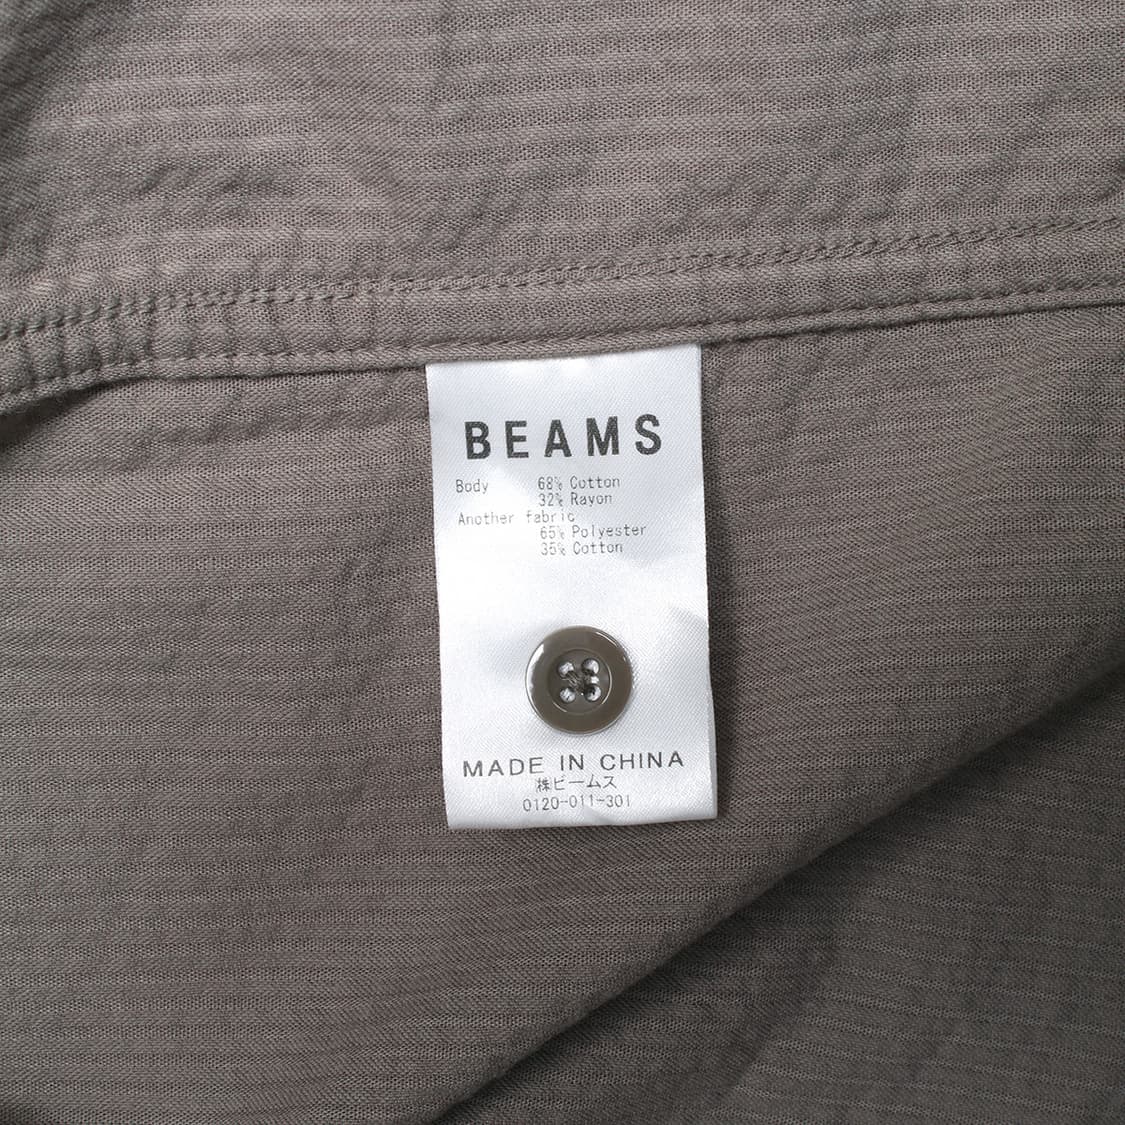 BEAMS
Body 68% Cotton
32% Rayon
Another fabric
65% Polyester
35% Cotton
MADE IN CHINA
㈱ビームス
0120-011-301